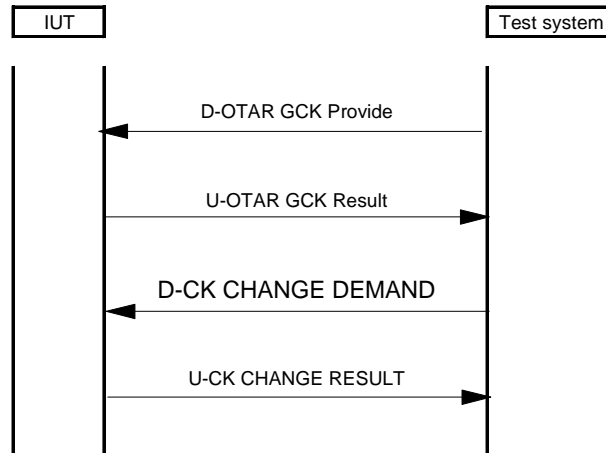 IUT
Test system
D-OTAR GCK Provide
U-OTAR GCK Result
D-CK CHANGE DEMAND
U-CK CHANGE RESULT